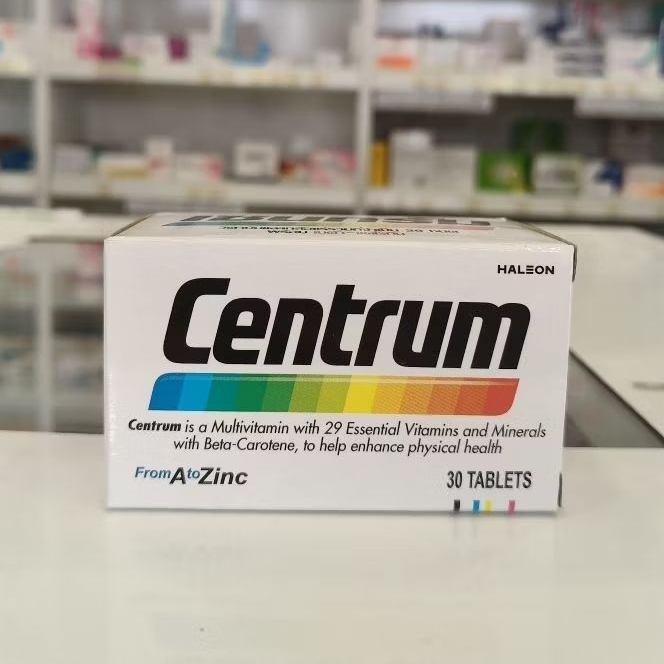 HALEON
Centrum
Centrum is a Multivitamin with 29 Essential Vitamins and Minerals
with Beta-Carotene, to help enhance physical health
From A to Zinc
30 TABLETS